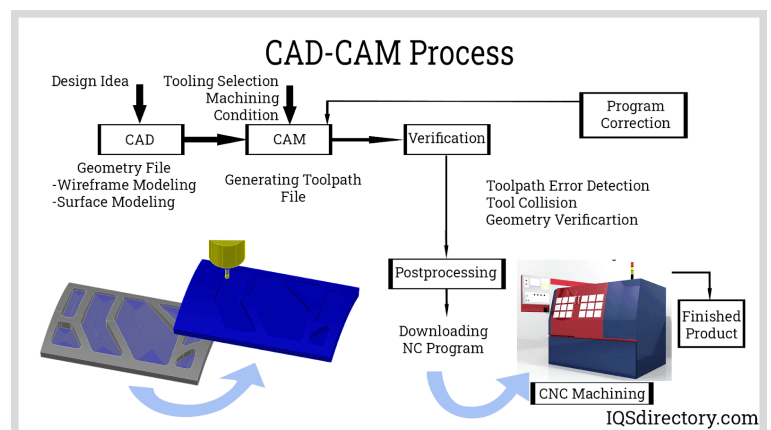 CAD-CAM Process
Design Idea
Tooling Selection
Machining
Condition
Program
Correction
CAD
CAM
Verification
Geometry File
-Wireframe Modeling
-Surface Modeling
Generating Toolpath
File
Toolpath Error Detection
Tool Collision
Geometry Verificartion
Postprocessing
Downloading
NC Program
Finished
Product
CNC Machining
IQSdirectory.com